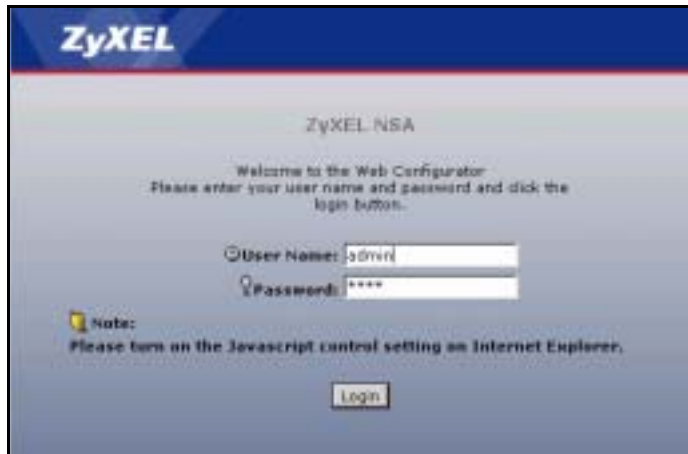 ZyXEL
ZyXEL NSA
Welcome to the Web Configurator
Please enter your user name and password and click the
login button.
User Name: admin
Password: ****
Note:
Please turn on the Javascript control setting on Internet Explorer.
Login